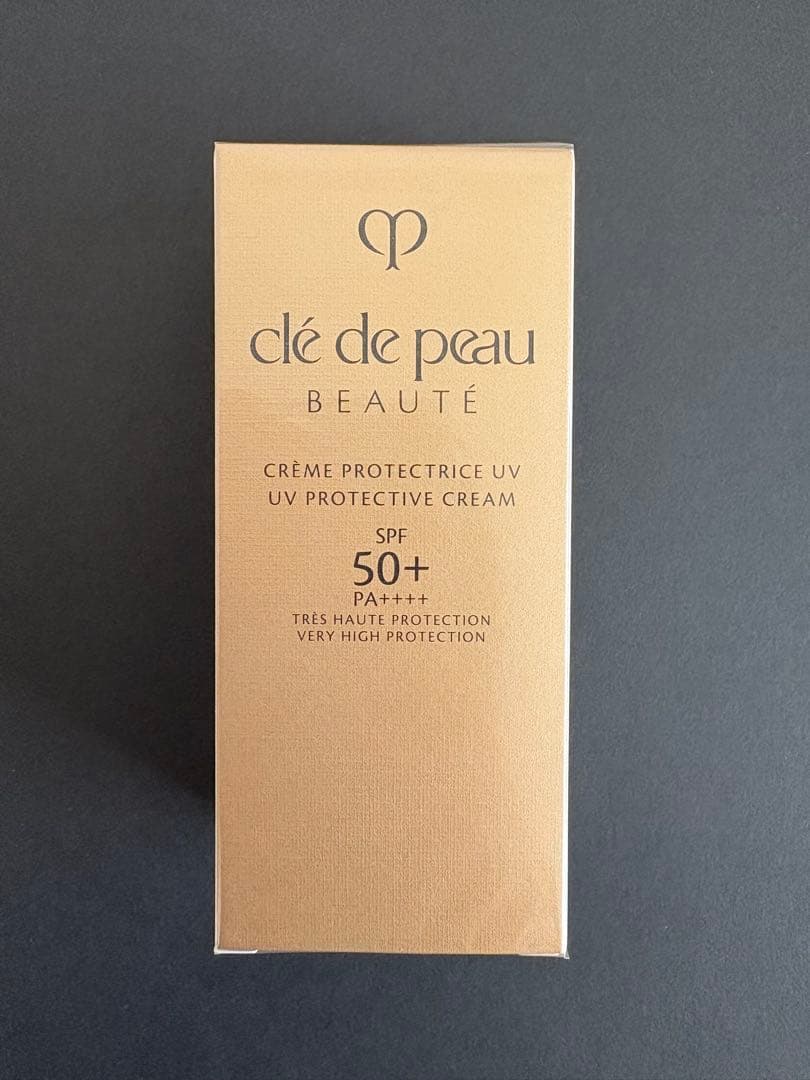 clé de peau
BEAUTÉ
CRÈME PROTECTRICE UV
UV PROTECTIVE CREAM
SPF
50+
PA++++
TRÈS HAUTE PROTECTION
VERY HIGH PROTECTION